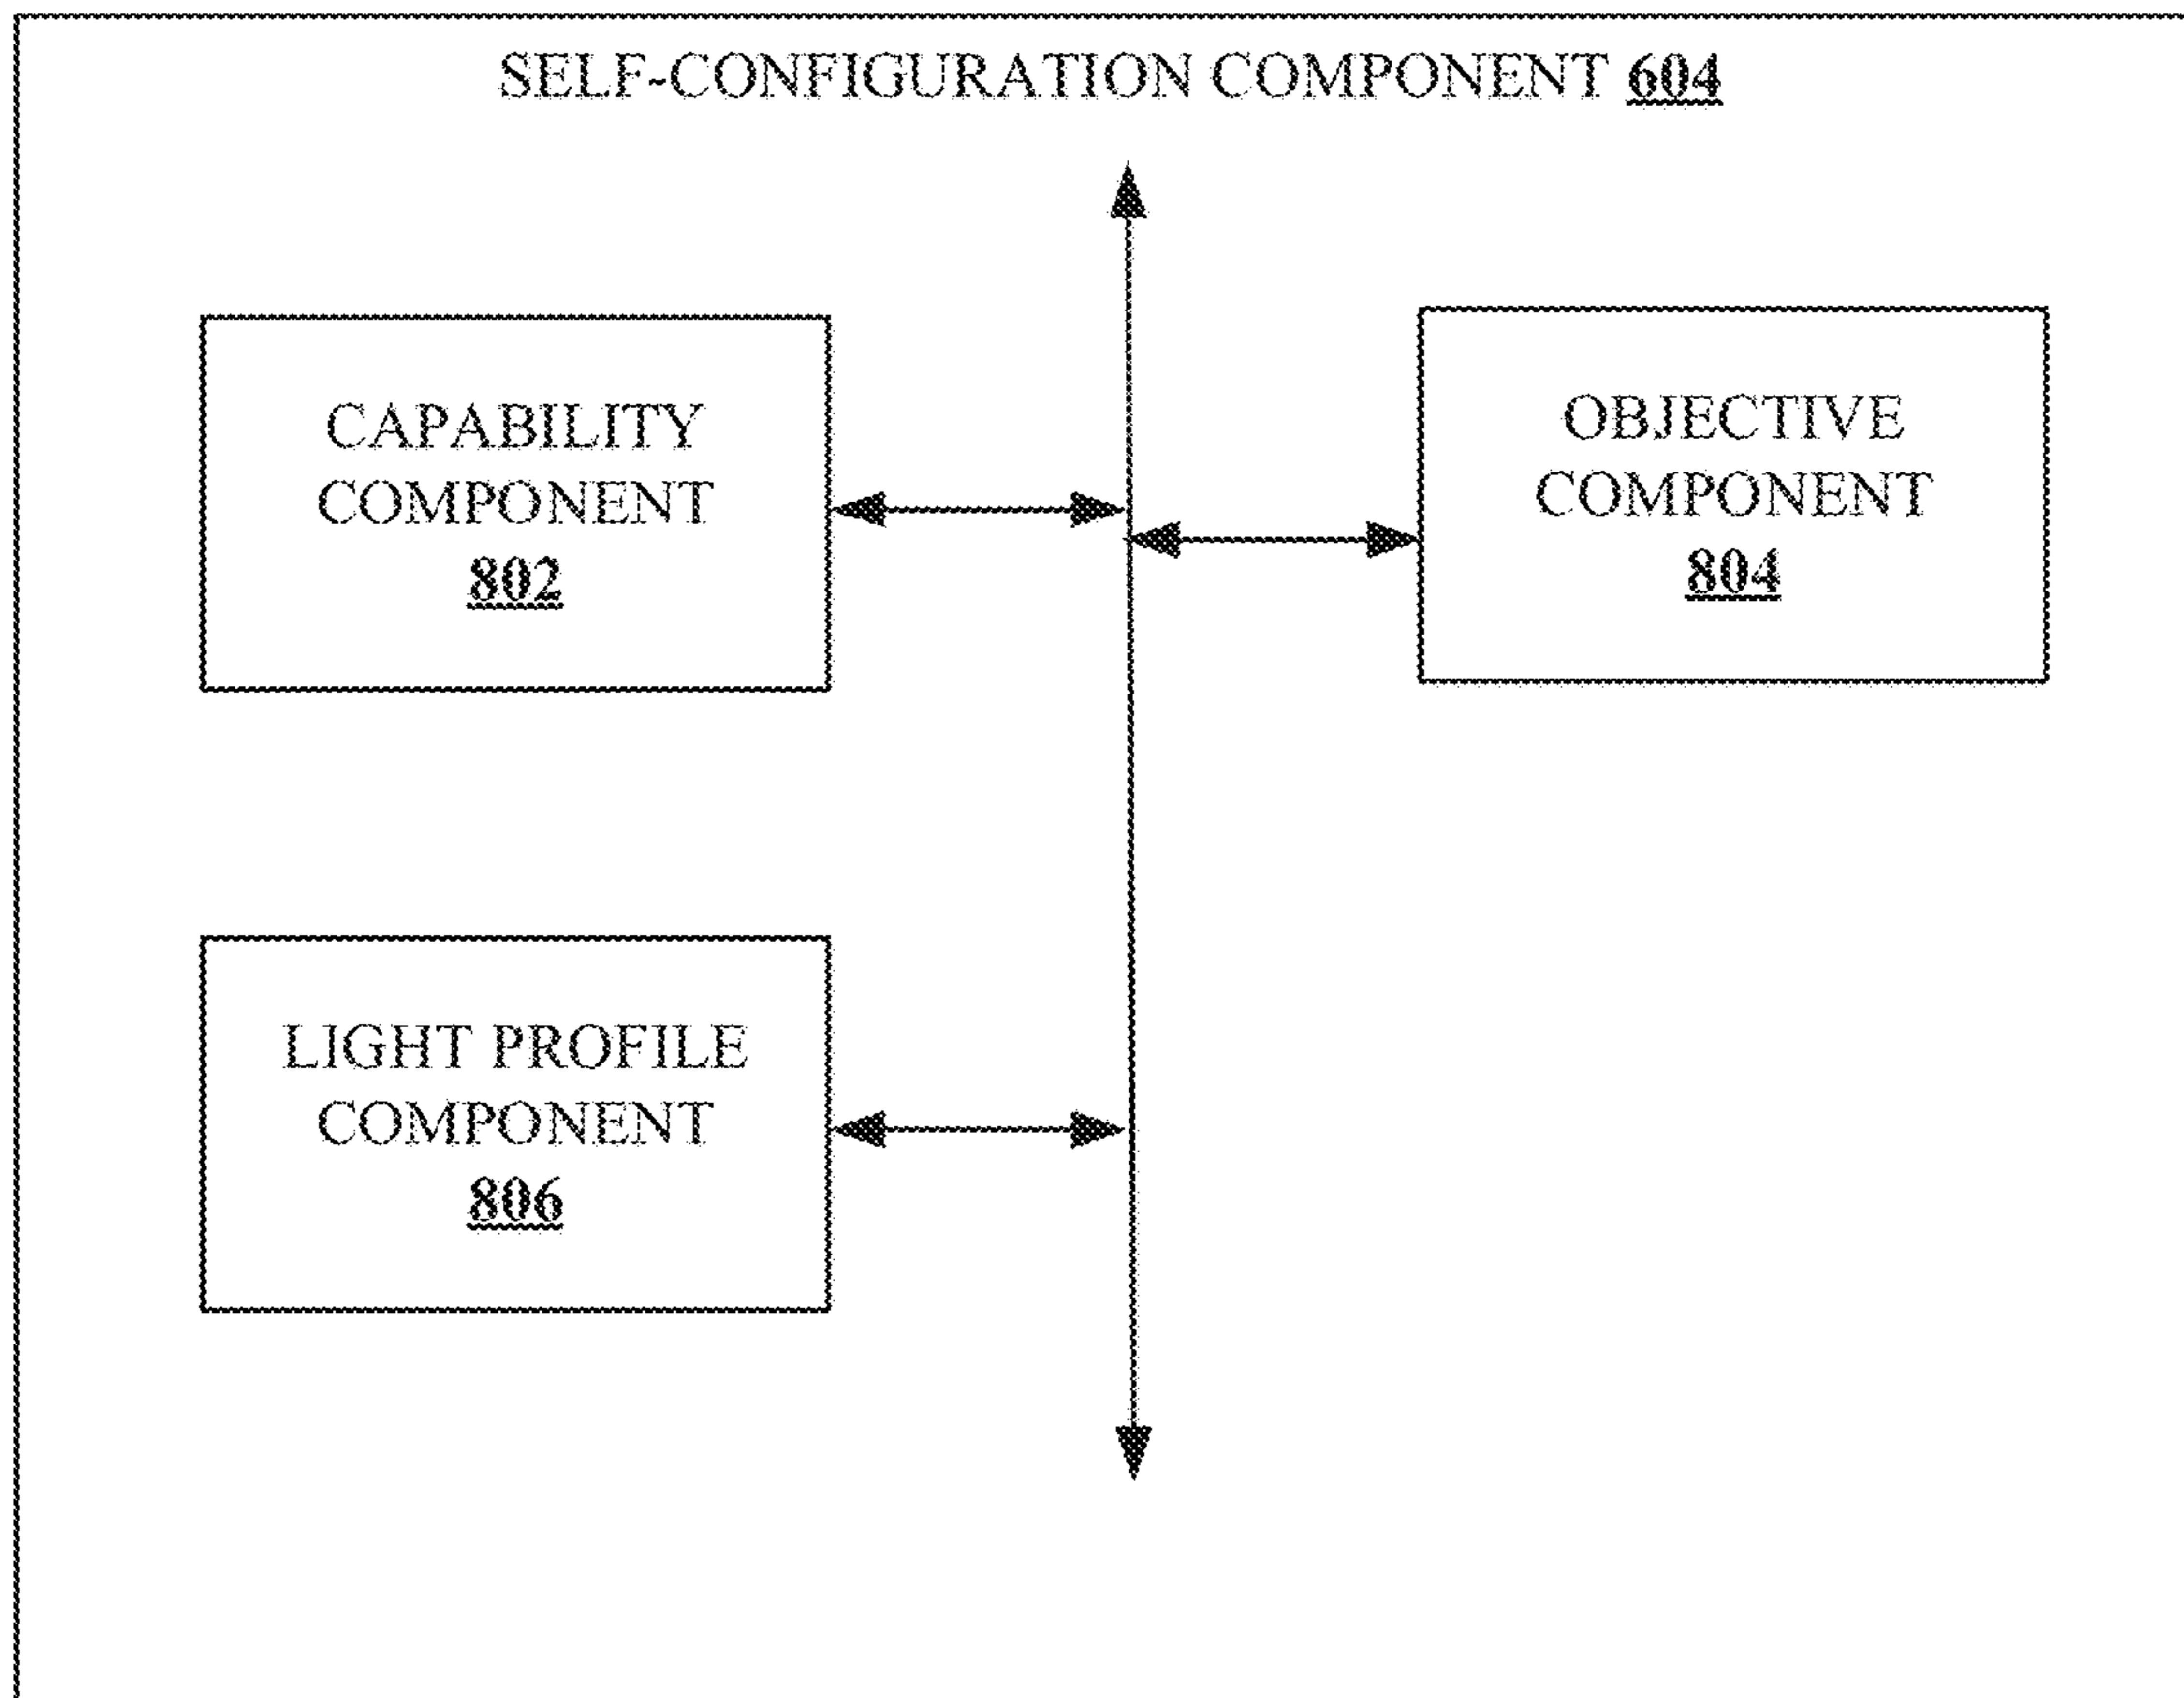 SELF-CONFIGURATION COMPONENT 604
CAPABILITY
COMPONENT
802
OBJECTIVE
COMPONENT
804
LIGHT PROFILE
COMPONENT
806